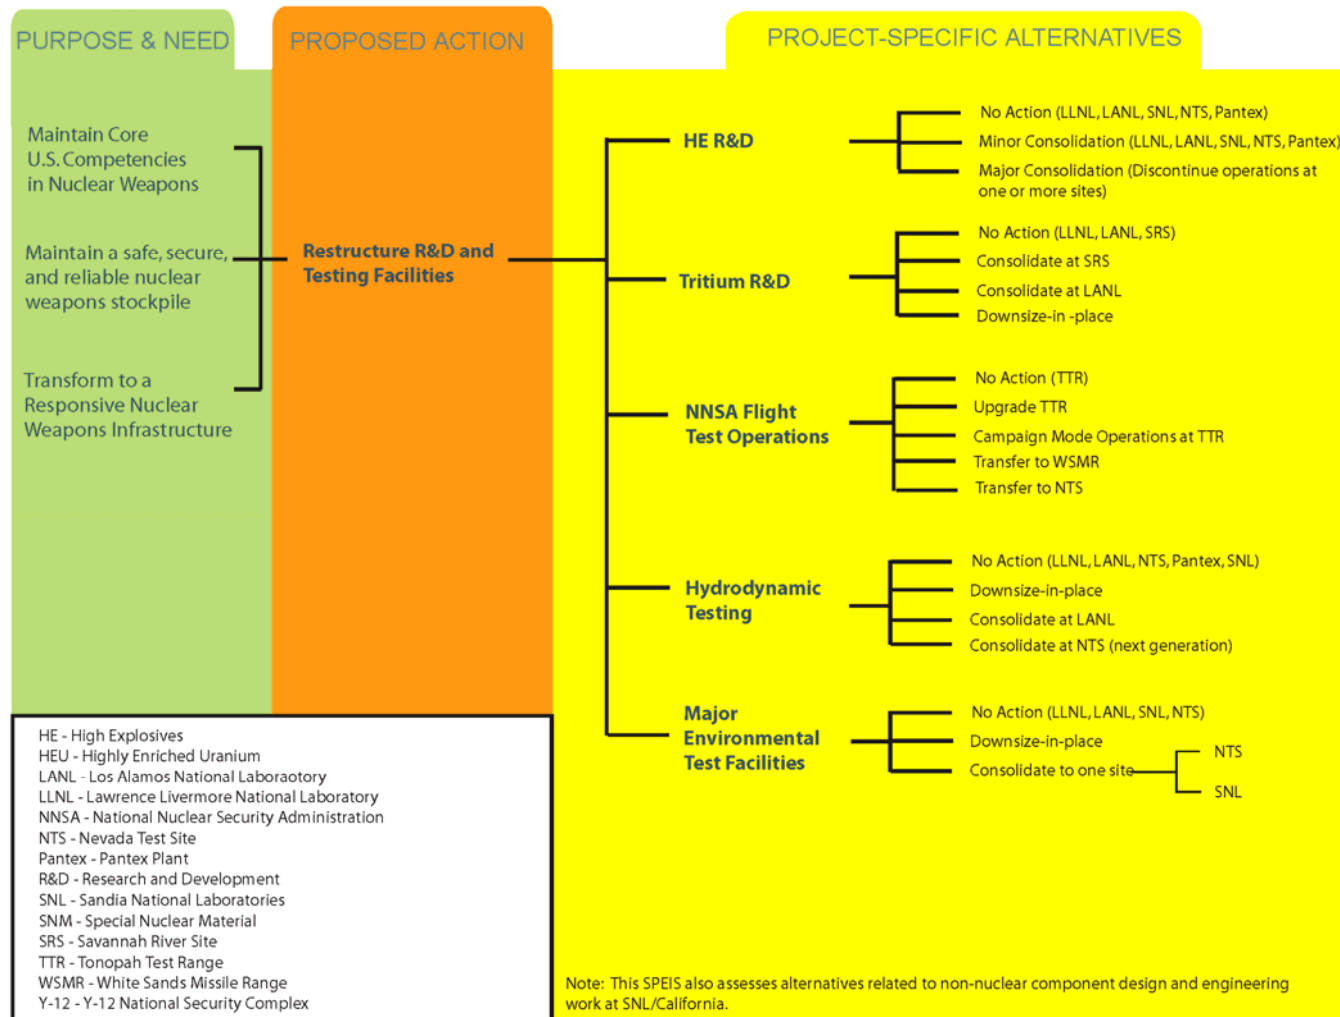 PURPOSE & NEED
PROPOSED ACTION
PROJECT-SPECIFIC ALTERNATIVES
Maintain Core
U.S. Competencies
in Nuclear Weapons
Maintain a safe, secure,
and reliable nuclear
weapons stockpile
Transform to a
Responsive Nuclear
Weapons Infrastructure
Restructure R&D and
Testing Facilities
HE R&D
No Action (LLNL, LANL, SNL, NTS, Pantex)
Minor Consolidation (LLNL, LANL, SNL, NTS, Pantex)
Major Consolidation (Discontinue operations at
one or more sites)
Tritium R&D
No Action (LLNL, LANL, SRS)
Consolidate at SRS
Consolidate at LANL
Downsize-in -place
NNSA Flight
Test Operations
No Action (TTR)
Upgrade TTR
Campaign Mode Operations at TTR
Transfer to WSMR
Transfer to NTS
Hydrodynamic
Testing
No Action (LLNL, LANL, NTS, Pantex, SNL)
Downsize-in-place
Consolidate at LANL
Consolidate at NTS (next generation)
Major
Environmental
Test Facilities
No Action (LLNL, LANL, SNL, NTS)
Downsize-in-place
Consolidate to one site
NTS
SNL
HE - High Explosives
HEU - Highly Enriched Uranium
LANL - Los Alamos National Laboraotory
LLNL - Lawrence Livermore National Laboratory
NNSA - National Nuclear Security Administration
NTS - Nevada Test Site
Pantex - Pantex Plant
R&D - Research and Development
SNL - Sandia National Laboratories
SNM - Special Nuclear Material
SRS - Savannah River Site
TTR - Tonopah Test Range
WSMR - White Sands Missile Range
Y-12 - Y-12 National Security Complex
Note: This SPEIS also assesses alternatives related to non-nuclear component design and engineering
work at SNL/California.